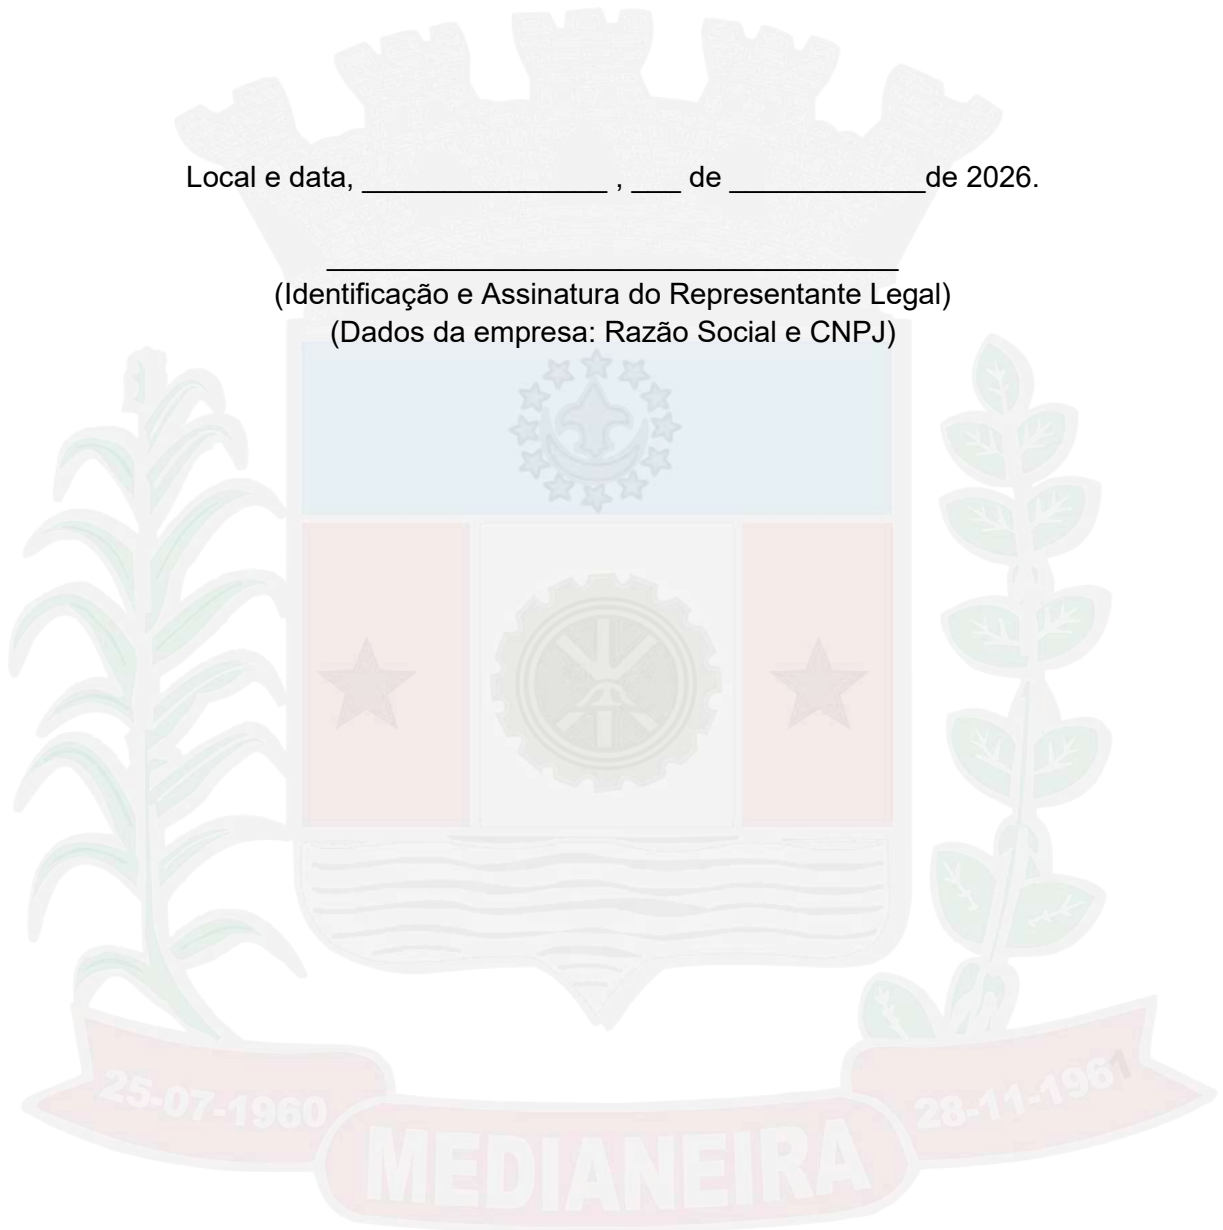 Local e data, _______________ , ___ de ____________de 2026.
___________________________________
(Identificação e Assinatura do Representante Legal)
(Dados da empresa: Razão Social e CNPJ)
25-07-1960
28-11-1961
MEDIANEIRA